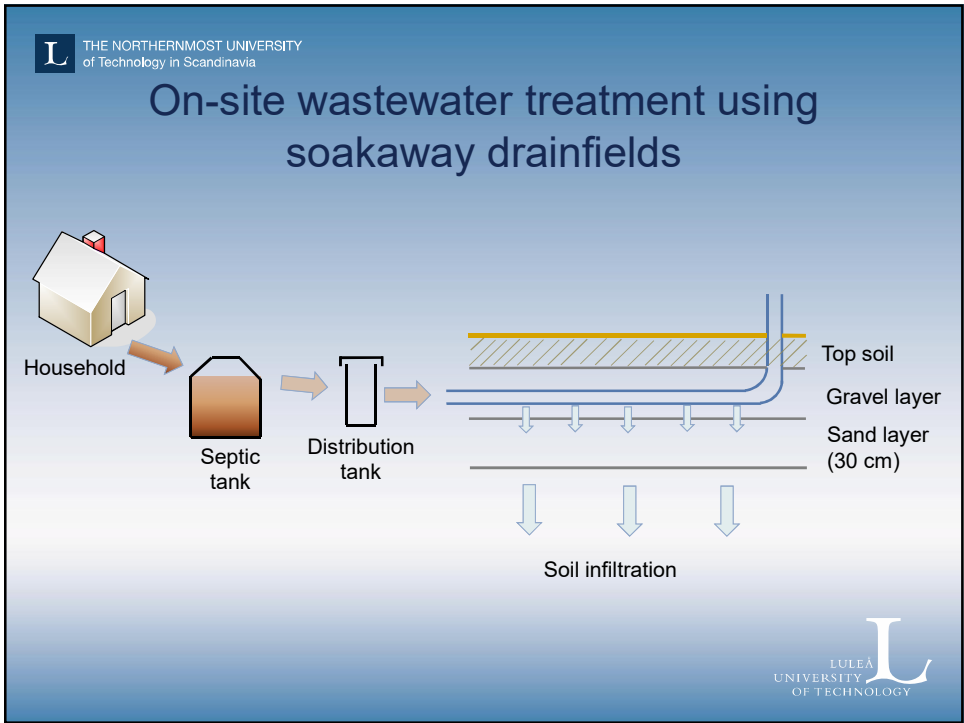 L
THE NORTHERNMOST UNIVERSITY
of Technology in Scandinavia
On-site wastewater treatment using
soakaway drainfields
Household
Septic
tank
Distribution
tank
Top soil
Gravel layer
Sand layer
(30 cm)
Soil infiltration
L
LULEÅ
UNIVERSITY
OF TECHNOLOGY